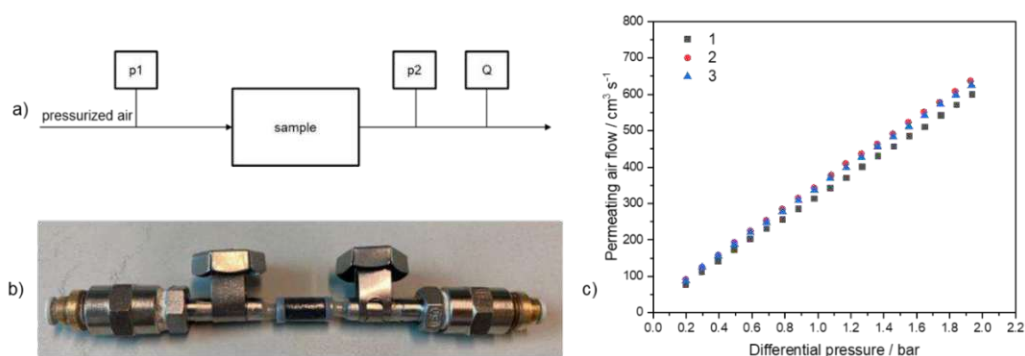 a)
p1
p2
Q
pressurized air
sample
b)
c)
1
2
3
Permeating air flow / cm³ s⁻¹
800
700
600
500
400
300
200
100
0
0.0 0.2 0.4 0.6 0.8 1.0 1.2 1.4 1.6 1.8 2.0 2.2
Differential pressure / bar